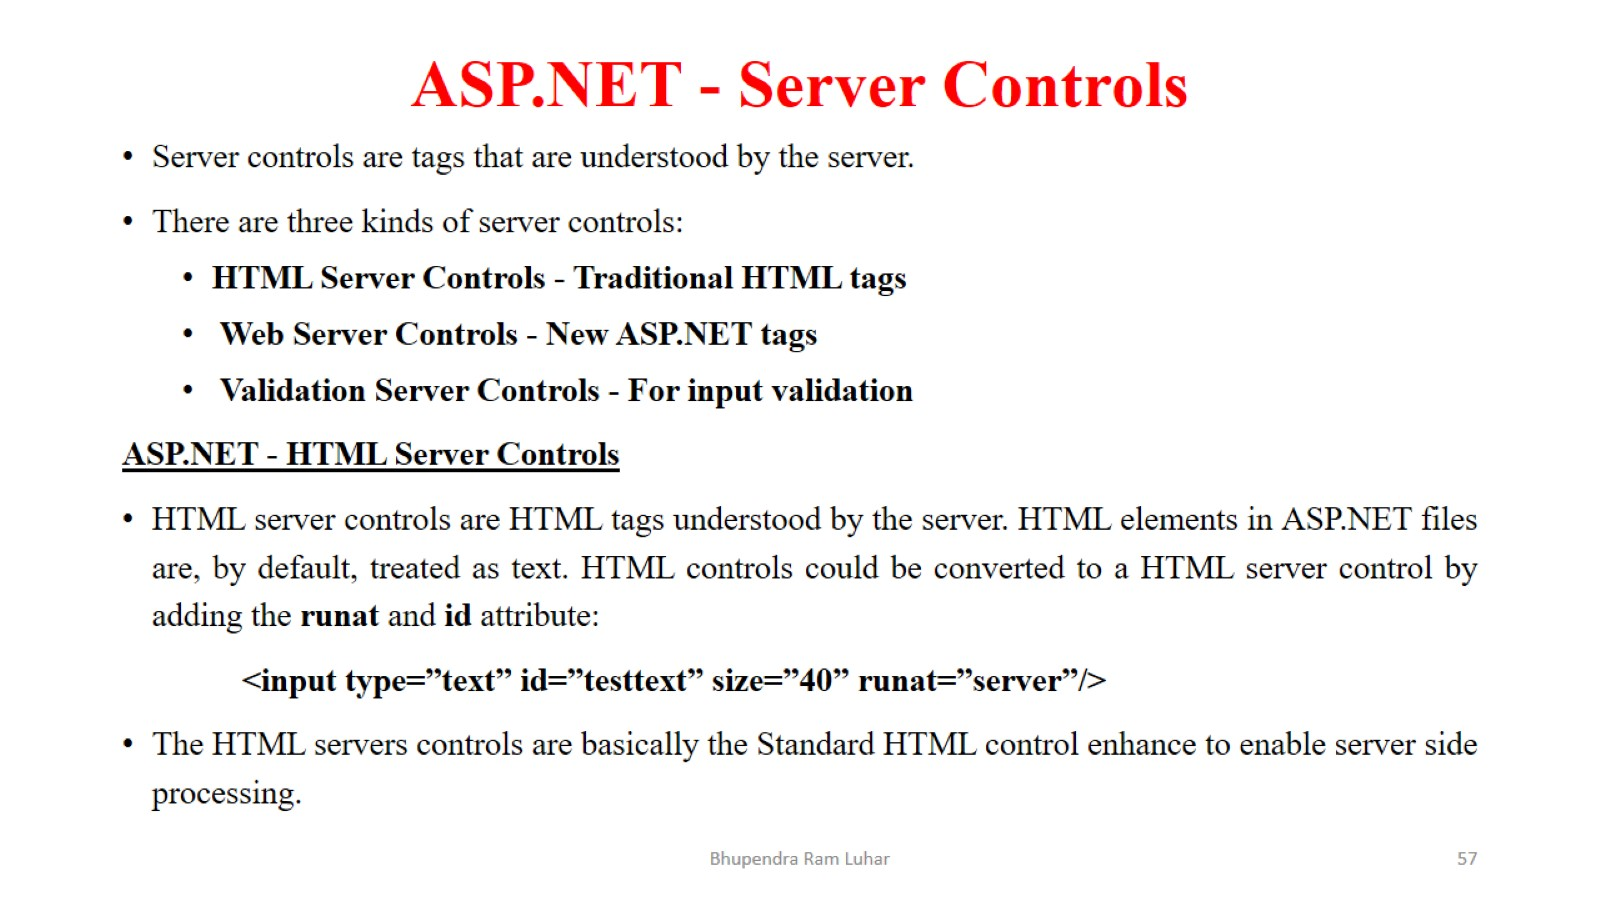 ASP.NET - Server Controls
• Server controls are tags that are understood by the server.
• There are three kinds of server controls:
• HTML Server Controls - Traditional HTML tags
• Web Server Controls - New ASP.NET tags
• Validation Server Controls - For input validation
ASP.NET - HTML Server Controls
• HTML server controls are HTML tags understood by the server. HTML elements in ASP.NET files
are, by default, treated as text. HTML controls could be converted to a HTML server control by
adding the runat and id attribute:
<input type=”text” id=”testtext” size=”40” runat=”server”/>
• The HTML servers controls are basically the Standard HTML control enhance to enable server side
processing.
Bhupendra Ram Luhar
57